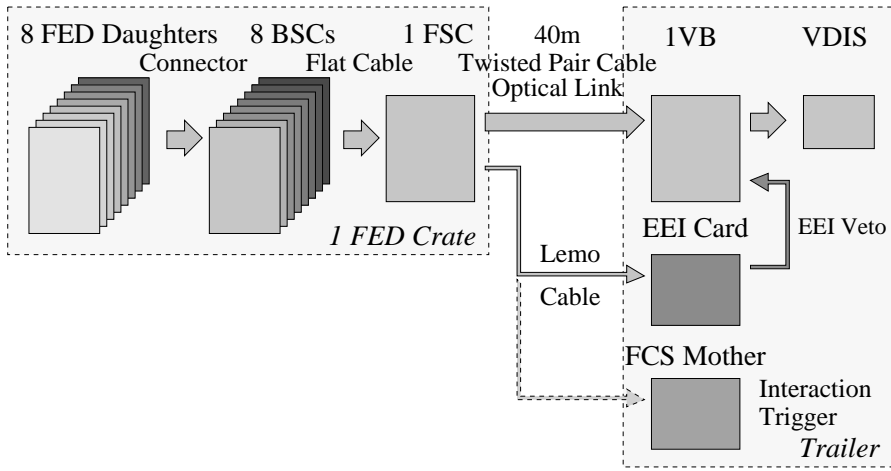 8 FED Daughters
8 BSCs
1 FSC
40m
1VB
VDIS
Connector
Flat Cable
Twisted Pair Cable
Optical Link
1 FED Crate
EEI Card
EEI Veto
Lemo
Cable
FCS Mother
Interaction
Trigger
Trailer